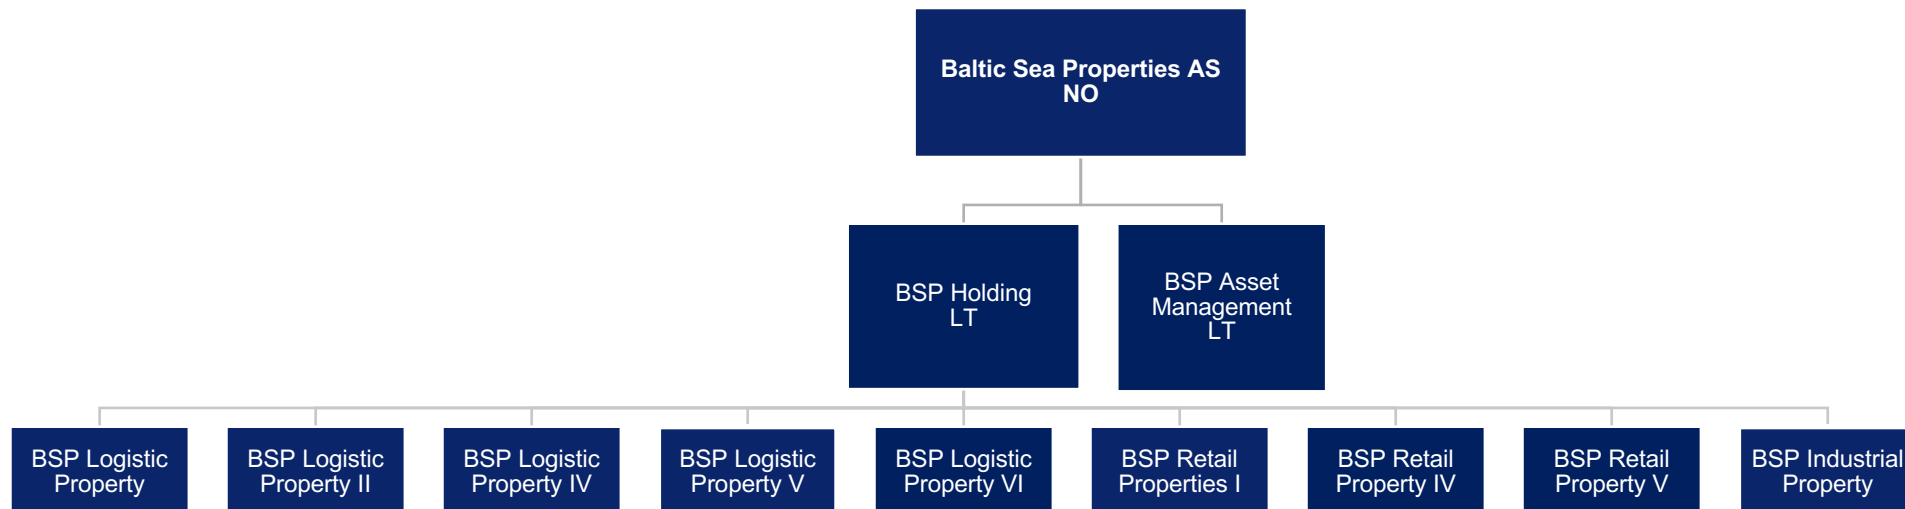 Baltic Sea Properties AS
NO
BSP Holding
LT
BSP Asset
Management
LT
BSP Logistic
Property
BSP Logistic
Property II
BSP Logistic
Property IV
BSP Logistic
Property V
BSP Logistic
Property VI
BSP Retail
Properties I
BSP Retail
Property IV
BSP Retail
Property V
BSP Industrial
Property